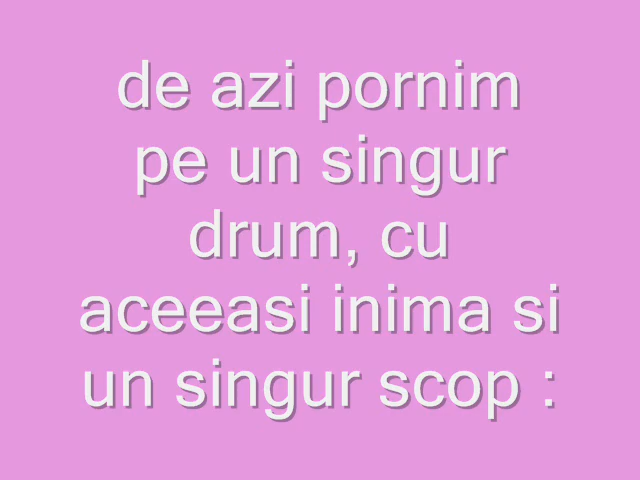 de azi pornim
pe un singur
drum, cu
aceeasi inima si
un singur scop :